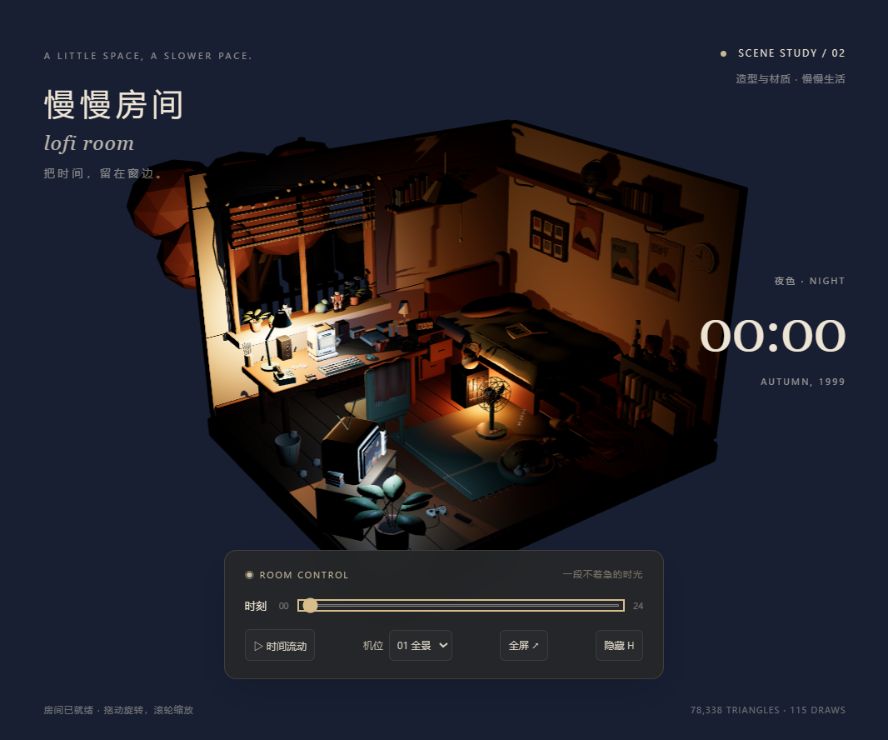 A LITTLE SPACE, A SLOWER PACE.
慢慢房间
lofi room
把时间，留在窗边。
SCENE STUDY / 02
造型与材质 · 慢慢生活
夜色 · NIGHT
00:00
AUTUMN, 1999
ROOM CONTROL
一段不着急的时光
时刻 00 24
▷ 时间流动 机位 01 全景 全屏 ↗ 隐藏 H
房间已就绪 · 拖动旋转，滚轮缩放
78,338 TRIANGLES · 115 DRAWS